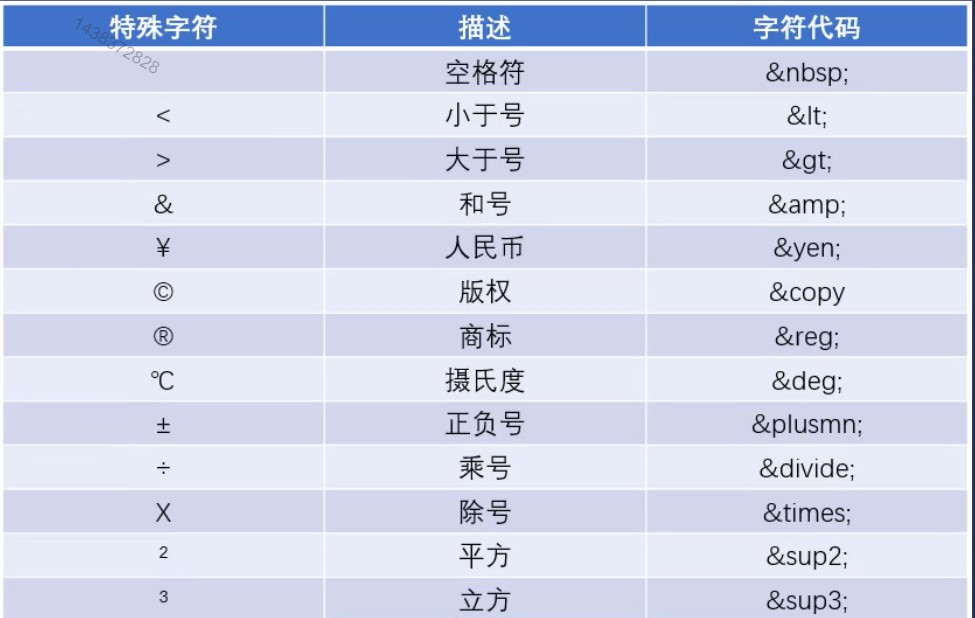 特殊字符 描述 字符代码
1438372828
空格符 &nbsp;
< 小于号 &lt;
> 大于号 &gt;
& 和号 &amp;
¥ 人民币 &yen;
© 版权 &copy
® 商标 &reg;
℃ 摄氏度 &deg;
± 正负号 &plusmn;
÷ 乘号 &divide;
X 除号 &times;
² 平方 &sup2;
³ 立方 &sup3;